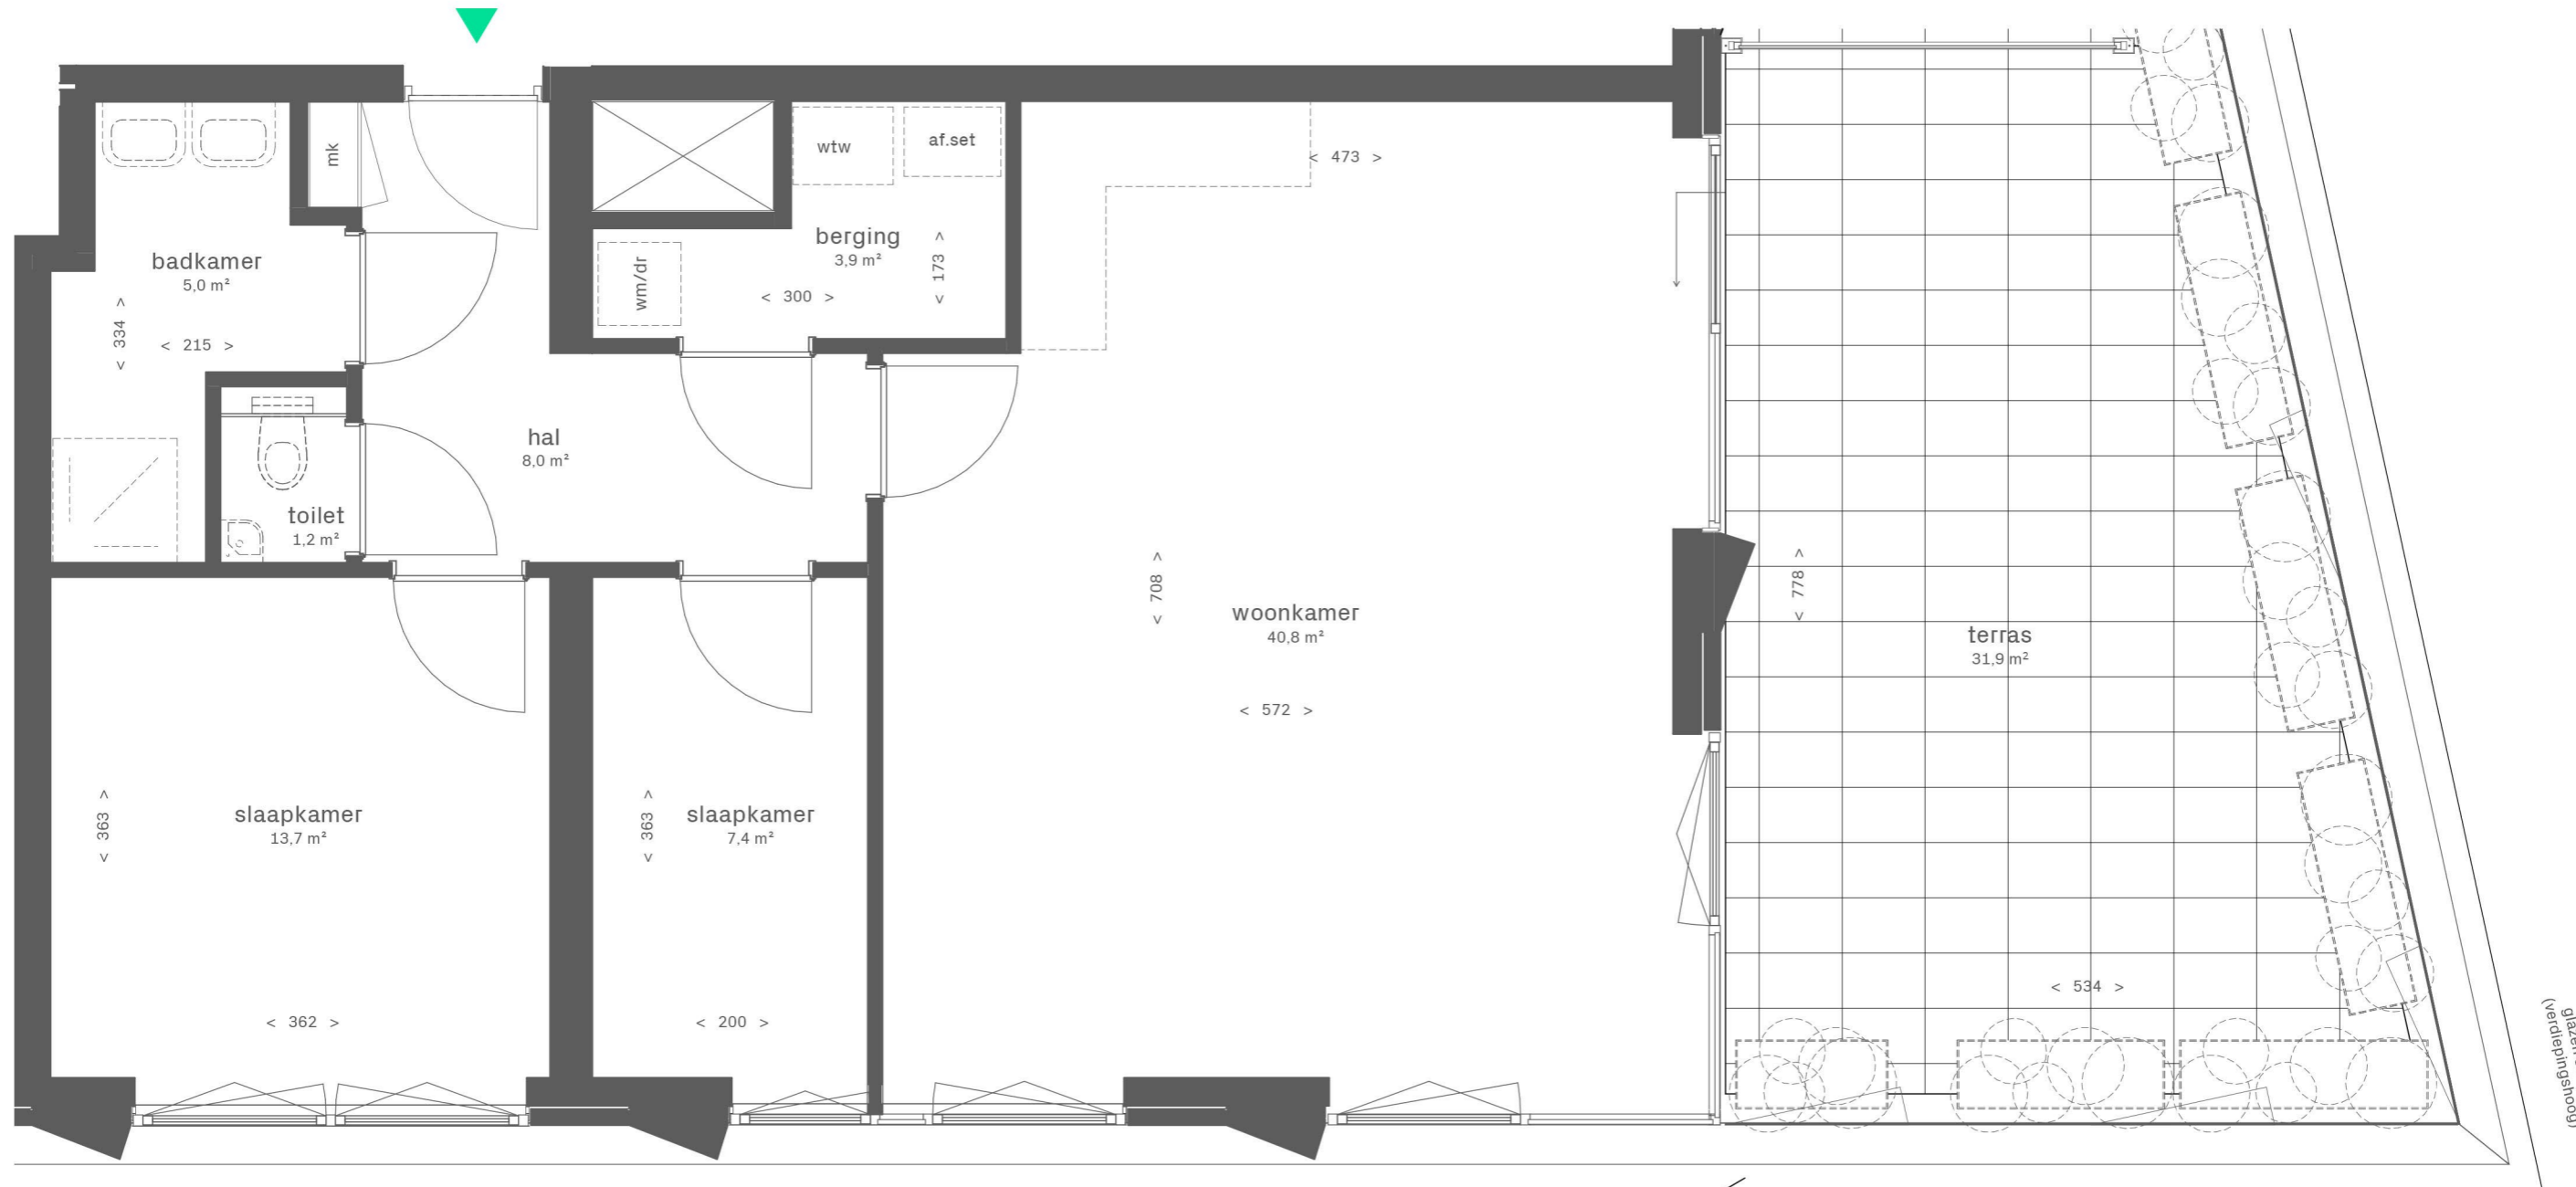 mk
wtw
af.set
< 473 >
berging
3,9 m²
< 173 >
wm/dr
< 300 >
badkamer
5,0 m²
< 334 >
< 215 >
hal
8,0 m²
toilet
1,2 m²
< 708 >
woonkamer
40,8 m²
< 572 >
< 778 >
terras
31,9 m²
< 534 >
slaapkamer
13,7 m²
< 363 >
< 362 >
slaapkamer
7,4 m²
< 363 >
< 200 >
(verdiepingshoog)